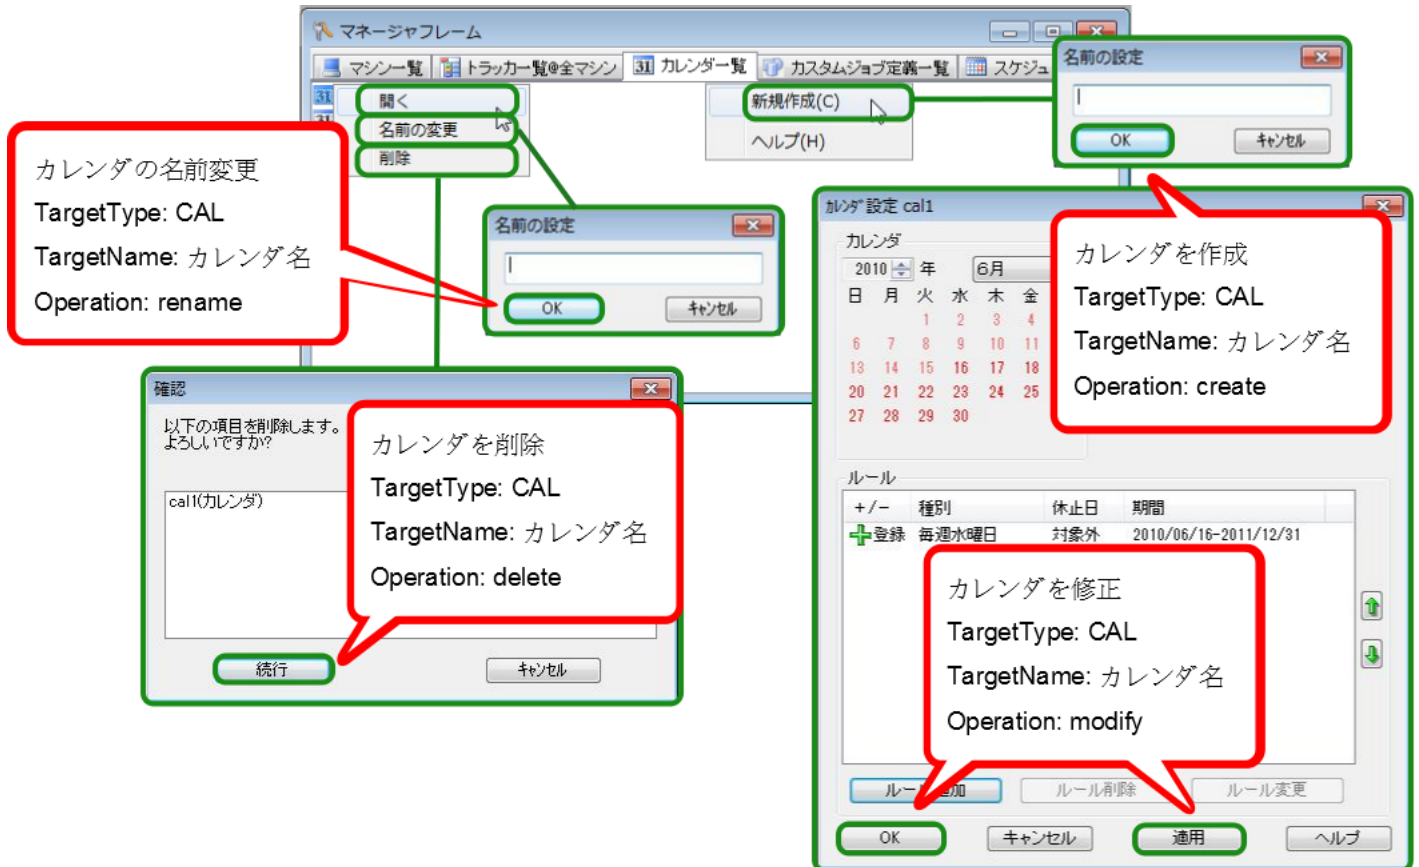 マネージャフレーム
マシン一覧
トラッカー覧@全マシン
31 カレンダー覧
カスタムジョブ定義一覧
スケジュ
31
開く
名前の変更
削除
新規作成(C)
ヘルプ(H)
名前の設定
OK
キャンセル
カレンダの名前変更
TargetType: CAL
TargetName: カレンダ名
Operation: rename
名前の設定
OK
キャンセル
カレンダ設定 cal1
カレンダ
2010 年 6月
日 月 火 水 木 金
1 2 3 4
6 7 8 9 10 11
13 14 15 16 17 18
20 21 22 23 24 25
27 28 29 30
カレンダを作成
TargetType: CAL
TargetName: カレンダ名
Operation: create
確認
以下の項目を削除します。
よろしいですか?
cal1(カレンダ)
続行
キャンセル
カレンダを削除
TargetType: CAL
TargetName: カレンダ名
Operation: delete
ルール
+/- 種別 休止日 期間
登録 毎週水曜日 対象外 2010/06/16-2011/12/31
カレンダを修正
TargetType: CAL
TargetName: カレンダ名
Operation: modify
ルール追加
ルール削除
ルール変更
OK
キャンセル
適用
ヘルプ